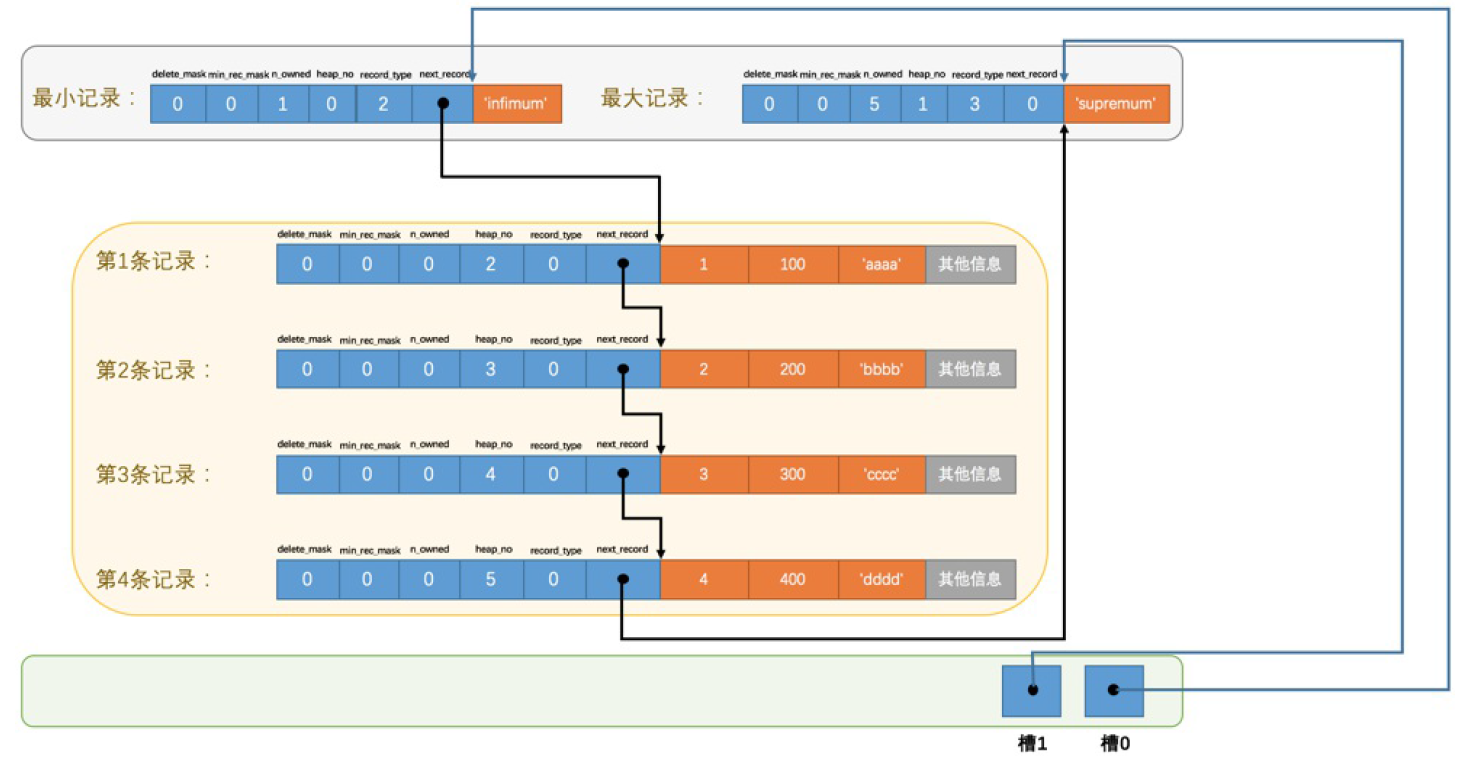 delete_mask min_rec_mask n_owned heap_no record_type next_record delete_mask min_rec_mask n_owned heap_no record_type next_record
最小记录： 0 0 1 0 2 'infimum' 最大记录： 0 0 5 1 3 0 'supremum'
delete_mask min_rec_mask n_owned heap_no record_type next_record
第1条记录： 0 0 0 2 0 1 100 'aaaa' 其他信息
delete_mask min_rec_mask n_owned heap_no record_type next_record
第2条记录： 0 0 0 3 0 2 200 'bbbb' 其他信息
delete_mask min_rec_mask n_owned heap_no record_type next_record
第3条记录： 0 0 0 4 0 3 300 'cccc' 其他信息
delete_mask min_rec_mask n_owned heap_no record_type next_record
第4条记录： 0 0 0 5 0 4 400 'dddd' 其他信息
槽1 槽0